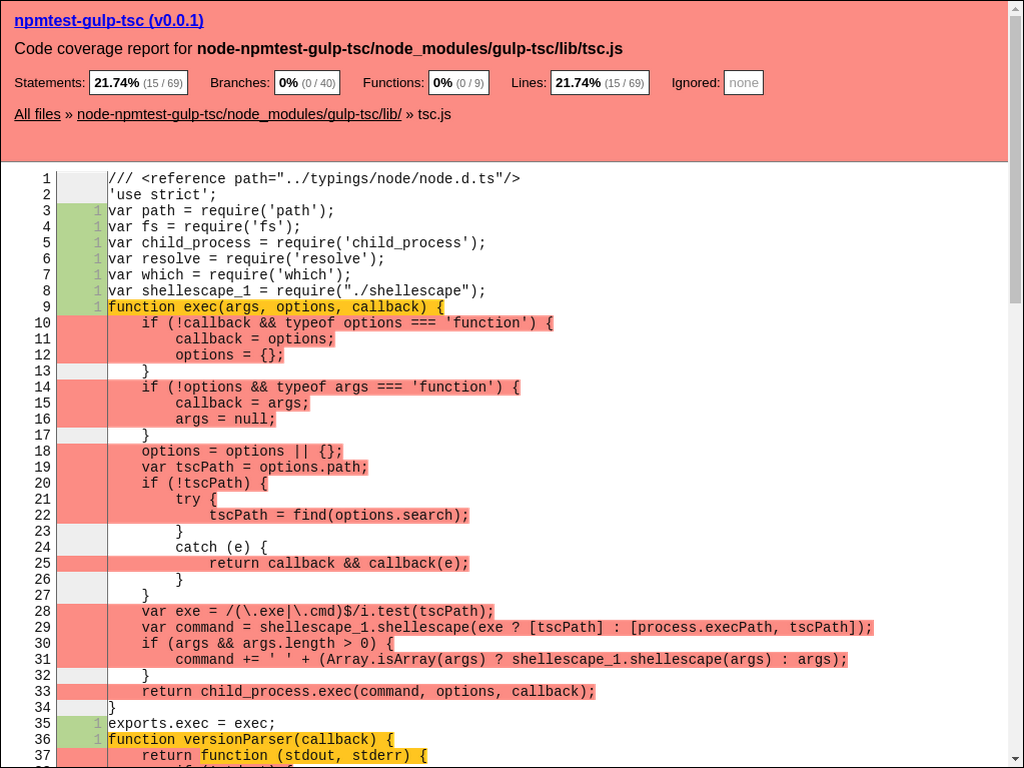 npmtest-gulp-tsc (v0.0.1)
Code coverage report for node-npmtest-gulp-tsc/node_modules/gulp-tsc/lib/tsc.js
Statements: 21.74% (15 / 69) Branches: 0% (0 / 40) Functions: 0% (0 / 9) Lines: 21.74% (15 / 69) Ignored: none
All files » node-npmtest-gulp-tsc/node_modules/gulp-tsc/lib/ » tsc.js
1 /// <reference path="../typings/node/node.d.ts"/>
2 'use strict';
3 1 var path = require('path');
4 1 var fs = require('fs');
5 1 var child_process = require('child_process');
6 1 var resolve = require('resolve');
7 1 var which = require('which');
8 1 var shellescape_1 = require("./shellescape");
9 1 function exec(args, options, callback) {
10     if (!callback && typeof options === 'function') {
11         callback = options;
12         options = {};
13     }
14     if (!options && typeof args === 'function') {
15         callback = args;
16         args = null;
17     }
18     options = options || {};
19     var tscPath = options.path;
20     if (!tscPath) {
21         try {
22             tscPath = find(options.search);
23         }
24         catch (e) {
25             return callback && callback(e);
26         }
27     }
28     var exe = /(\.exe|\.cmd)$/i.test(tscPath);
29     var command = shellescape_1.shellescape(exe ? [tscPath] : [process.execPath, tscPath]);
30     if (args && args.length > 0) {
31         command += ' ' + (Array.isArray(args) ? shellescape_1.shellescape(args) : args);
32     }
33     return child_process.exec(command, options, callback);
34 }
35 1 exports.exec = exec;
36 1 function versionParser(callback) {
37     return function (stdout, stderr) {